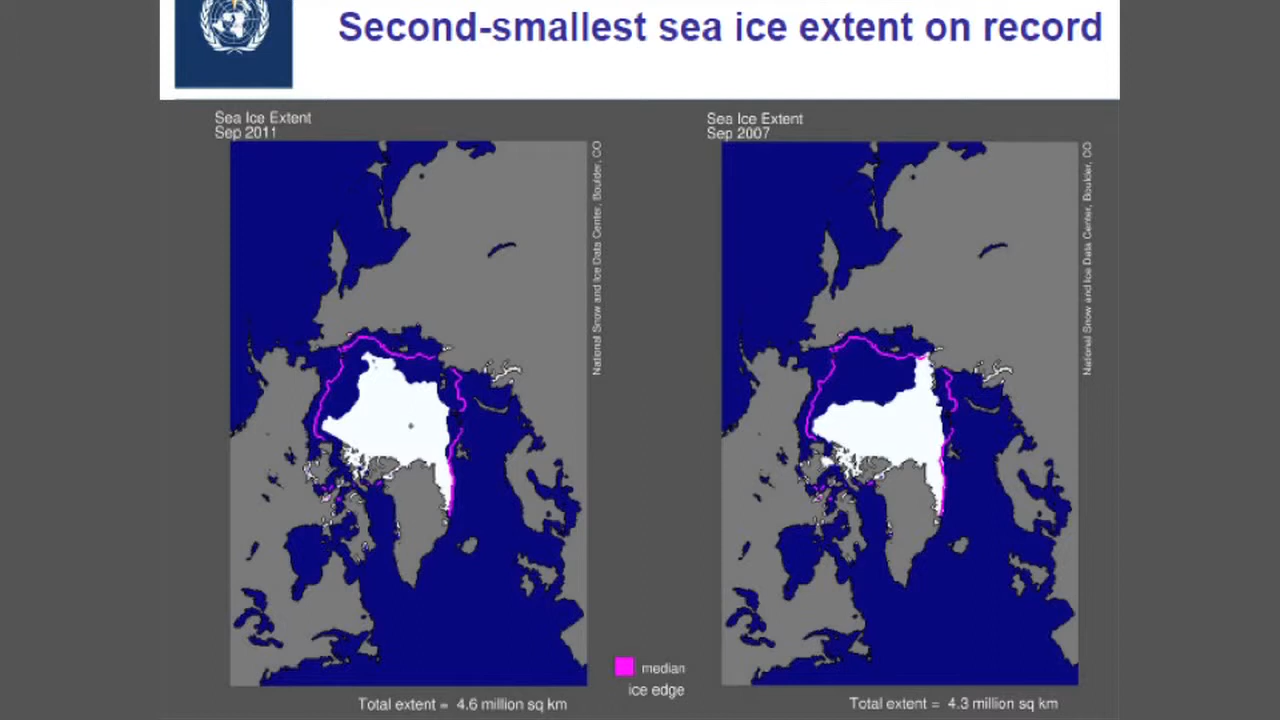 Second-smallest sea ice extent on record
Sea Ice Extent
Sep 2011
National Snow and Ice Data Center, Boulder, CO
Total extent = 4.6 million sq km
Sea Ice Extent
Sep 2007
National Snow and Ice Data Center, Boulder, CO
Total extent = 4.3 million sq km
median
ice edge